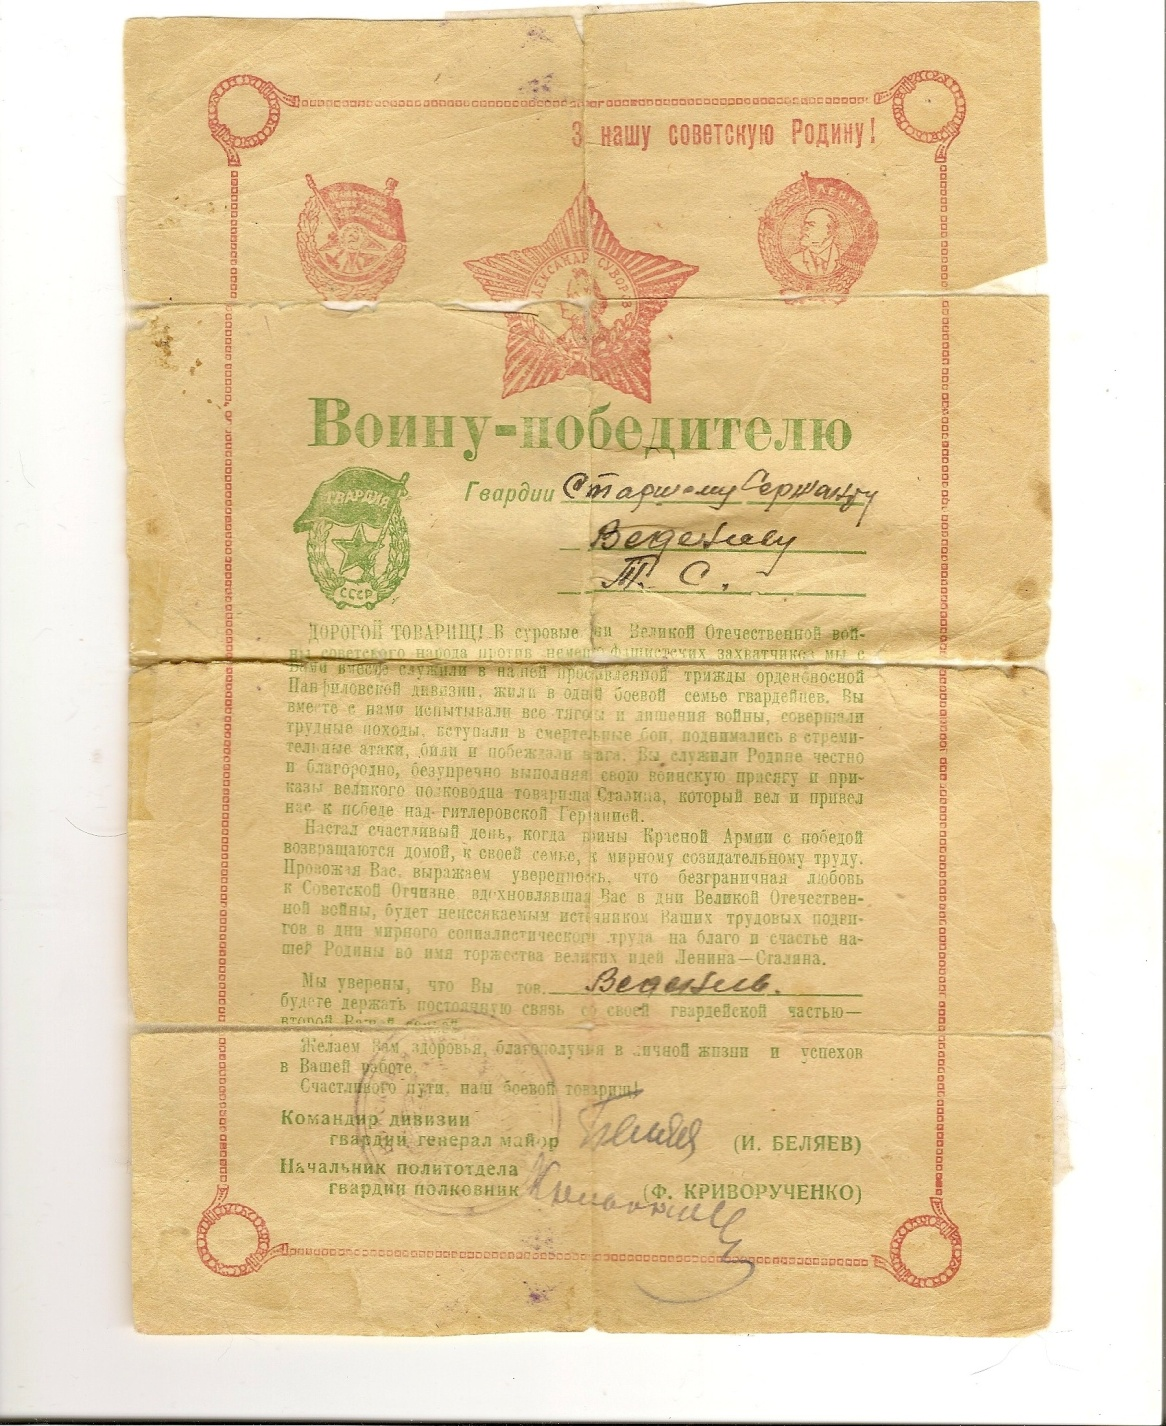 З нашу советскую Родину!
ЛЕНИН
АЛЕКСАНДР СУВОРОВ
Воину-победителю
ГВАРДИЯ
СССР
Гвардии Старшему Сержанту
Т. С.
ДОРОГОЙ ТОВАРИЩ! В суровые дни Великой Отечественной вой-
ны советского народа против немецко-фашистских захватчиков мы с
Вами вместе служили в нашей прославленной трижды орденоносной
Панфиловской дивизии, жили в одной боевой семье гвардейцев. Вы
вместе с нами испытывали все тяготы и лишения войны, совершали
трудные походы, вступали в смертельные бои, поднимались в стреми-
тельные атаки, били и побеждали врага. Вы служили Родине честно
и благородно, безупречно выполняя свою воинскую присягу и при-
казы великого полководца товарища Сталина, который вел и привел
нас к победе над гитлеровской Германией.
Настал счастливый день, когда воины Красной Армии с победой
возвращаются домой, к своей семье, к мирному созидательному труду.
Провожая Вас, выражаем уверенность, что безграничная любовь
к Советской Отчизне, вдохновлявшая Вас в дни Великой Отечествен-
ной войны, будет неиссякаемым источником Ваших трудовых подви-
гов в дни мирного социалистического труда на благо и счастье на-
шей Родины во имя торжества великих идей Ленина—Сталина.
Мы уверены, что Вы тов.
будете держать постоянную связь со своей гвардейской частью—
второй Вашей семьей.
Желаем Вам здоровья, благополучия в личной жизни и успехов
в Вашей работе.
Счастливого пути, наш боевой товарищ!
Командир дивизии
гвардии генерал майор (И. БЕЛЯЕВ)
Начальник политотдела
гвардии полковник (Ф. КРИВОРУЧЕНКО)